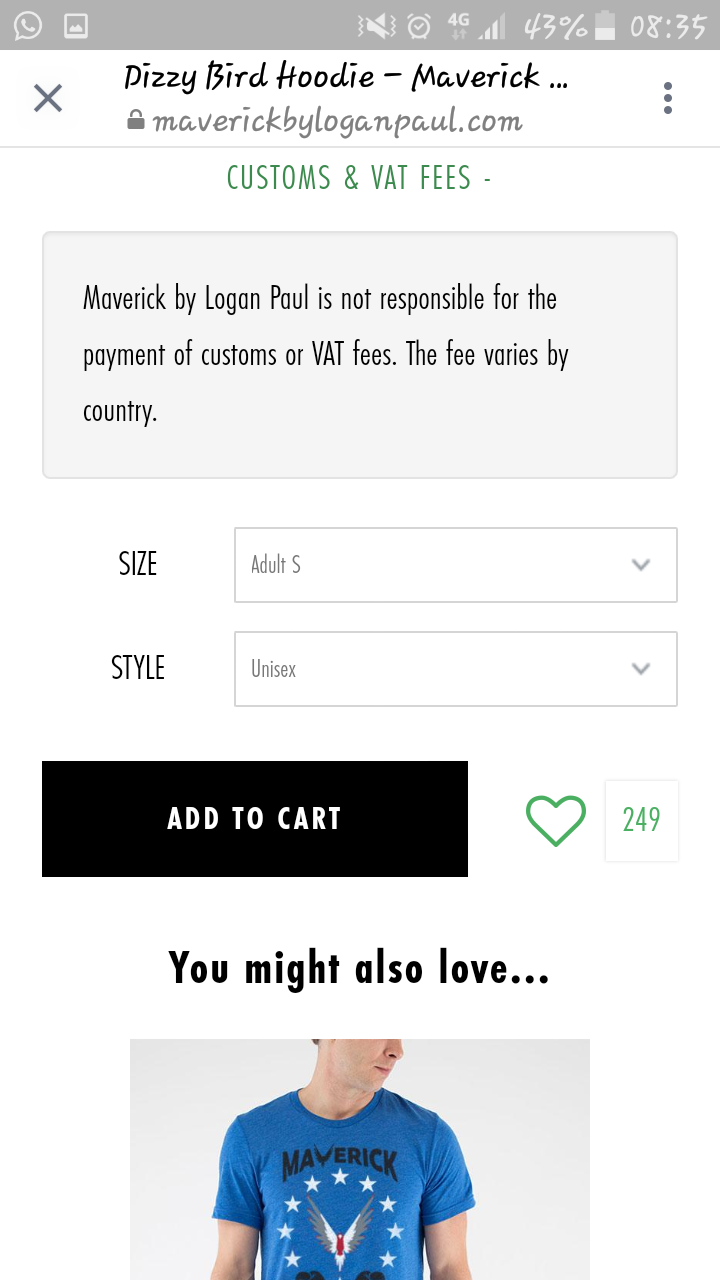 4G 43% 08:35
Dizzy Bird Hoodie – Maverick ...
maverickbyloganpaul.com
CUSTOMS & VAT FEES -
Maverick by Logan Paul is not responsible for the
payment of customs or VAT fees. The fee varies by
country.
SIZE Adult S
STYLE Unisex
ADD TO CART 249
You might also love...
MAVERICK